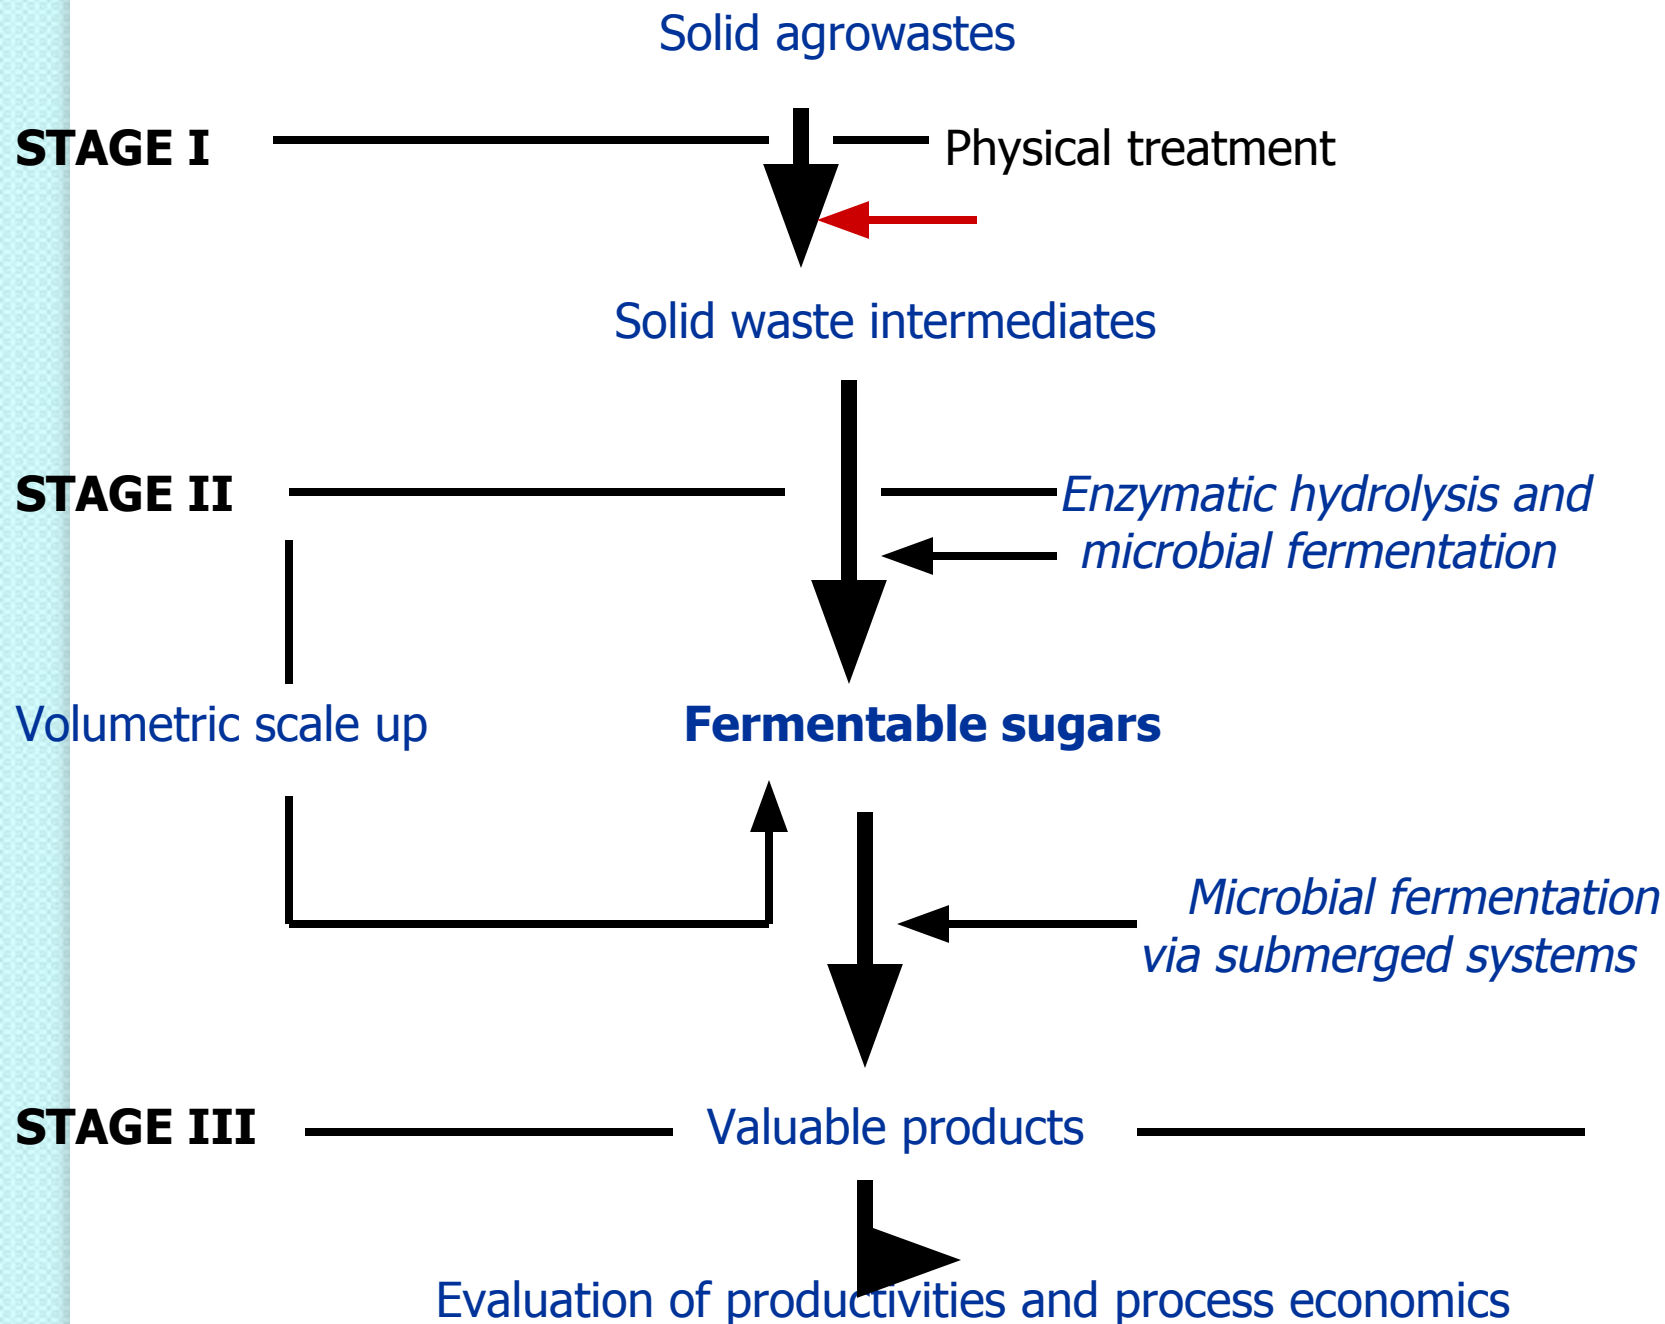 Solid agrowastes
STAGE I
Physical treatment
Solid waste intermediates
STAGE II
Enzymatic hydrolysis and
microbial fermentation
Volumetric scale up
Fermentable sugars
Microbial fermentation
via submerged systems
STAGE III
Valuable products
Evaluation of productivities and process economics